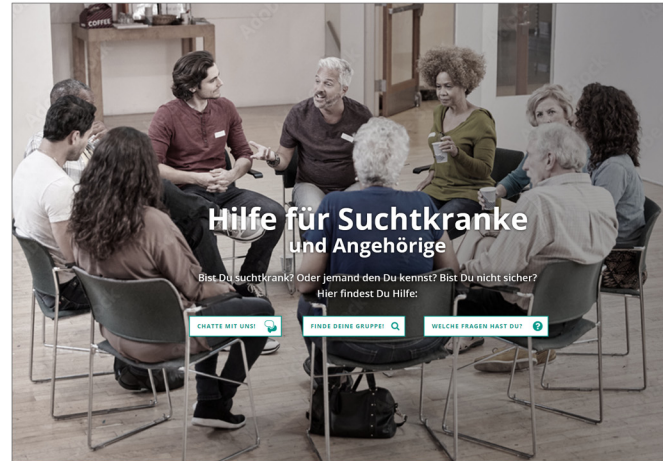 COFFEE
Hilfe für Suchtkranke
und Angehörige
Bist Du suchtkrank? Oder jemand den Du kennst? Bist Du nicht sicher?
Hier findest Du Hilfe:
CHATTE MIT UNS!
FINDE DEINE GRUPPE!
WELCHE FRAGEN HAST DU?